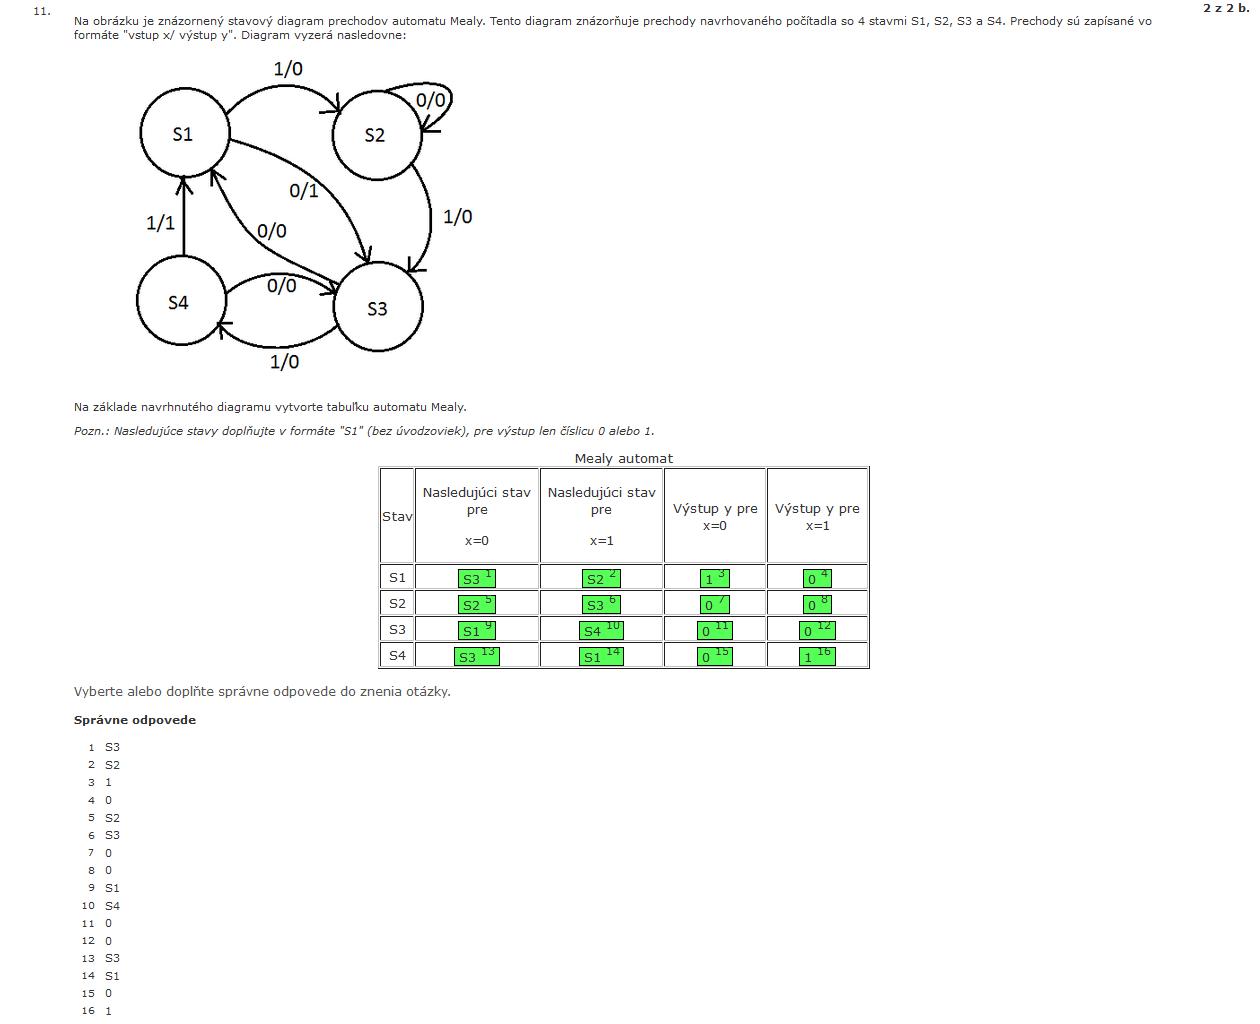 11.
2 z 2 b.
Na obrázku je znázornený stavový diagram prechodov automatu Mealy. Tento diagram znázorňuje prechody navrhovaného počítadla so 4 stavmi S1, S2, S3 a S4. Prechody sú zapísané vo
formáte "vstup x/ výstup y". Diagram vyzerá nasledovne:
1/0
0/0
S1
S2
0/1
1/1
0/0
1/0
0/0
S4
S3
1/0
Na základe navrhnutého diagramu vytvorte tabuľku automatu Mealy.
Pozn.: Nasledujúce stavy doplňujte v formáte "S1" (bez úvodzoviek), pre výstup len číslicu 0 alebo 1.
Mealy automat
Stav
Nasledujúci stav
pre
x=0
Nasledujúci stav
pre
x=1
Výstup y pre
x=0
Výstup y pre
x=1
S1 S3 1 S2 2 1 3 0 4
S2 S2 5 S3 6 0 7 0 8
S3 S1 9 S4 10 0 11 0 12
S4 S3 13 S1 14 0 15 1 16
Vyberte alebo doplňte správne odpovede do znenia otázky.
Správne odpovede
1 S3
2 S2
3 1
4 0
5 S2
6 S3
7 0
8 0
9 S1
10 S4
11 0
12 0
13 S3
14 S1
15 0
16 1